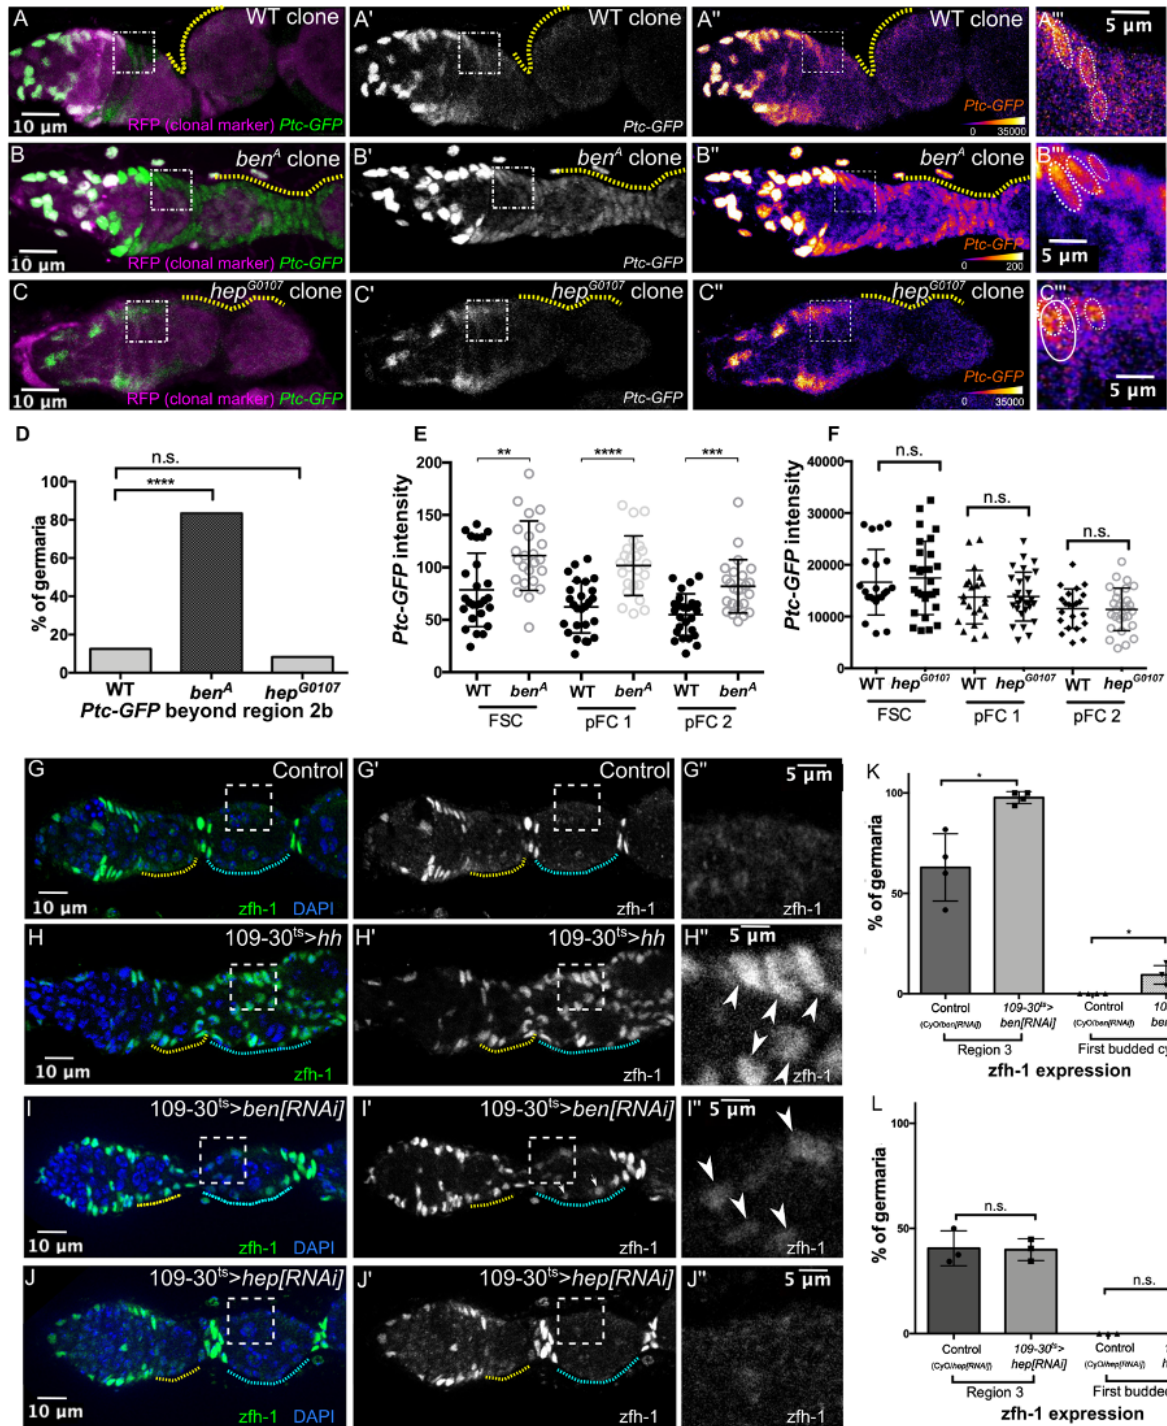 A WT clone
10 µm RFP (clonal marker) Ptc-GFP
A' WT clone
Ptc-GFP
A'' WT clone
Ptc-GFP
0 35000
A'''
5 µm
B benᴬ clone
10 µm RFP (clonal marker) Ptc-GFP
B' benᴬ clone
Ptc-GFP
B'' benᴬ clone
Ptc-GFP
0 200
B'''
5 µm
C hepᴳ⁰¹⁰⁷ clone
10 µm RFP (clonal marker) Ptc-GFP
C' hepᴳ⁰¹⁰⁷ clone
Ptc-GFP
C'' hepᴳ⁰¹⁰⁷ clone
Ptc-GFP
0 35000
C'''
5 µm
D
n.s.
****
% of germaria
100
80
60
40
20
0
WT benᴬ hepᴳ⁰¹⁰⁷
Ptc-GFP beyond region 2b
E
** **** ***
Ptc-GFP intensity
200
150
100
50
0
WT benᴬ WT benᴬ WT benᴬ
FSC pFC 1 pFC 2
F
n.s.
n.s.
n.s.
Ptc-GFP intensity
40000
30000
20000
10000
0
WT hepᴳ⁰¹⁰⁷ WT hepᴳ⁰¹⁰⁷ WT hepᴳ⁰¹⁰⁷
FSC pFC 1 pFC 2
G Control
10 µm zfh-1 DAPI
G' Control
zfh-1
G'' 5 µm
zfh-1
H 109-30ᵗˢ>hh
10 µm zfh-1
H' 109-30ᵗˢ>hh
zfh-1
H'' 5 µm
zfh-1
I 109-30ᵗˢ>ben[RNAi]
10 µm zfh-1 DAPI
I' 109-30ᵗˢ>ben[RNAi]
zfh-1
I'' 5 µm
zfh-1
J 109-30ᵗˢ>hep[RNAi]
10 µm zfh-1 DAPI
J' 109-30ᵗˢ>hep[RNAi]
zfh-1
J'' 5 µm
zfh-1
K
*
*
% of germaria
100
50
0
Control 109-30ᵗˢ> Control 10
(CyO/ben[RNAi]) ben[RNAi] (CyO/ben[RNAi]) ben
Region 3 First budded cy
zfh-1 expression
L
n.s.
n.s.
% of germaria
100
50
0
Control 109-30ᵗˢ> Control 1
(CyO/hep[RNAi]) hep[RNAi] (CyO/hep[RNAi]) h
Region 3 First budded
zfh-1 expression